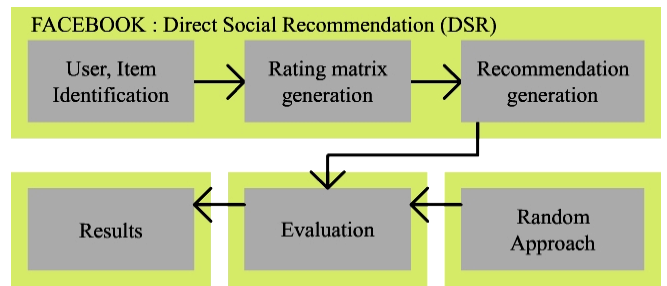 FACEBOOK : Direct Social Recommendation (DSR)
User, Item
Identification
Rating matrix
generation
Recommendation
generation
Results
Evaluation
Random
Approach